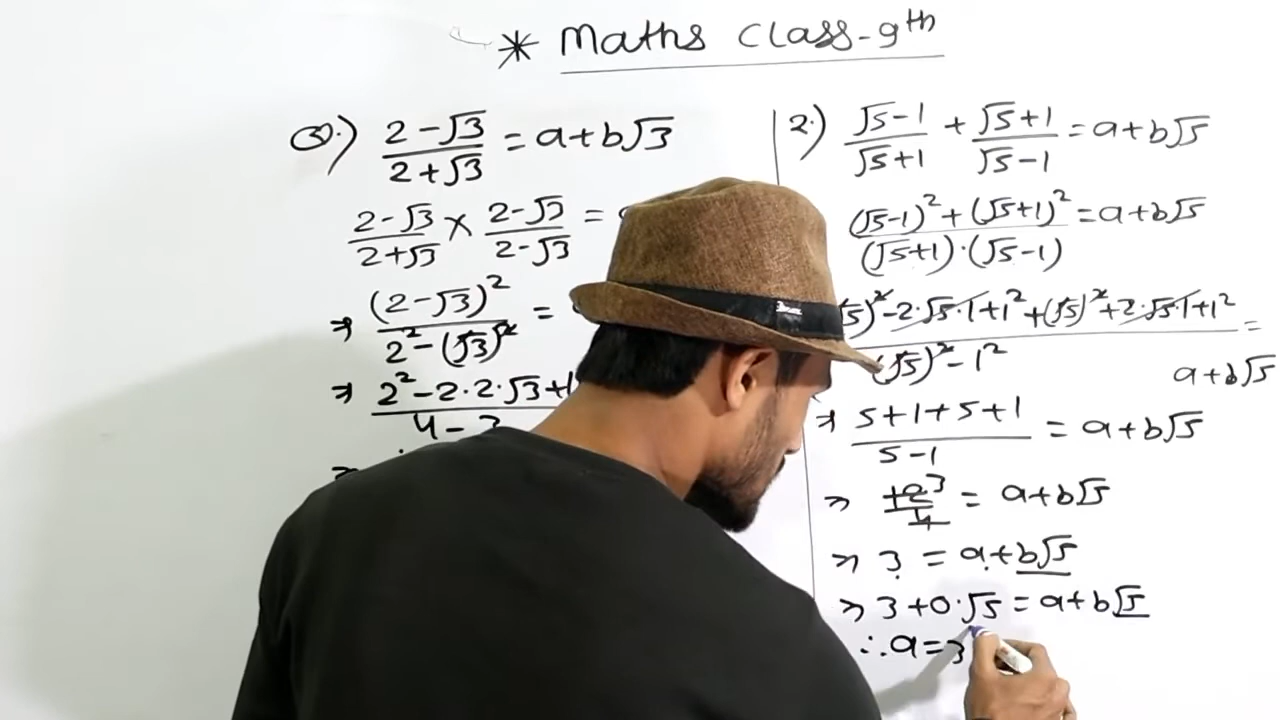 * Maths Class-9th
3.) (2-√3)/(2+√3) = a+b√3
(2-√3)/(2+√3) × (2-√3)/(2-√3) =
⇒ (2-√3)²/(2²-(√3)²) =
⇒ (2²-2·2·√3+)/(4-3)
2.) (√5-1)/(√5+1) + (√5+1)/(√5-1) = a+b√5
((√5-1)²+(√5+1)²)/((√5+1)·(√5-1)) = a+b√5
(√5)²-2·√5·1+1²+(√5)²+2·√5·1+1² =
(√5)²-1²
a+b√5
⇒ (5+1+5+1)/(5-1) = a+b√5
⇒ 12/4 3 = a+b√5
⇒ 3 = a+b√5
⇒ 3+0·√5 = a+b√5
∴ a=3